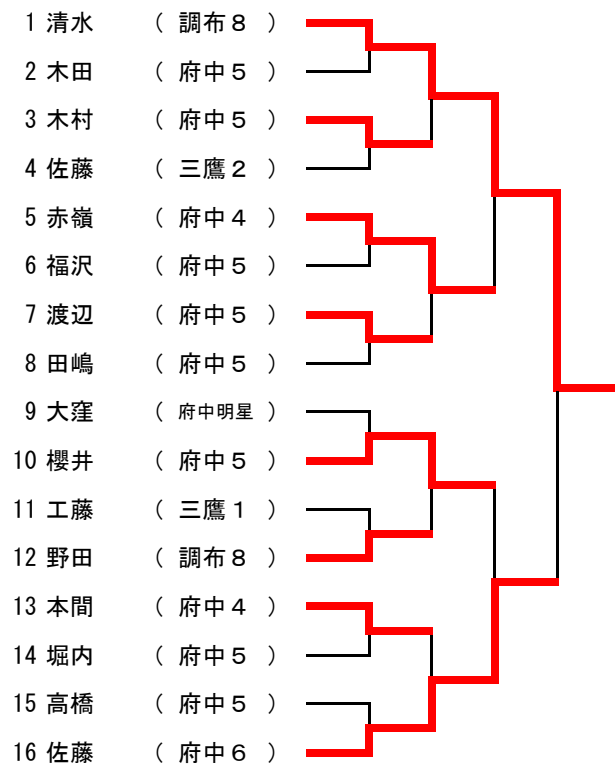 1 清水 （ 調布８ ）
2 木田 （ 府中５ ）
3 木村 （ 府中５ ）
4 佐藤 （ 三鷹２ ）
5 赤嶺 （ 府中４ ）
6 福沢 （ 府中５ ）
7 渡辺 （ 府中５ ）
8 田嶋 （ 府中５ ）
9 大窪 （ 府中明星 ）
10 櫻井 （ 府中５ ）
11 工藤 （ 三鷹１ ）
12 野田 （ 調布８ ）
13 本間 （ 府中４ ）
14 堀内 （ 府中５ ）
15 高橋 （ 府中５ ）
16 佐藤 （ 府中６ ）